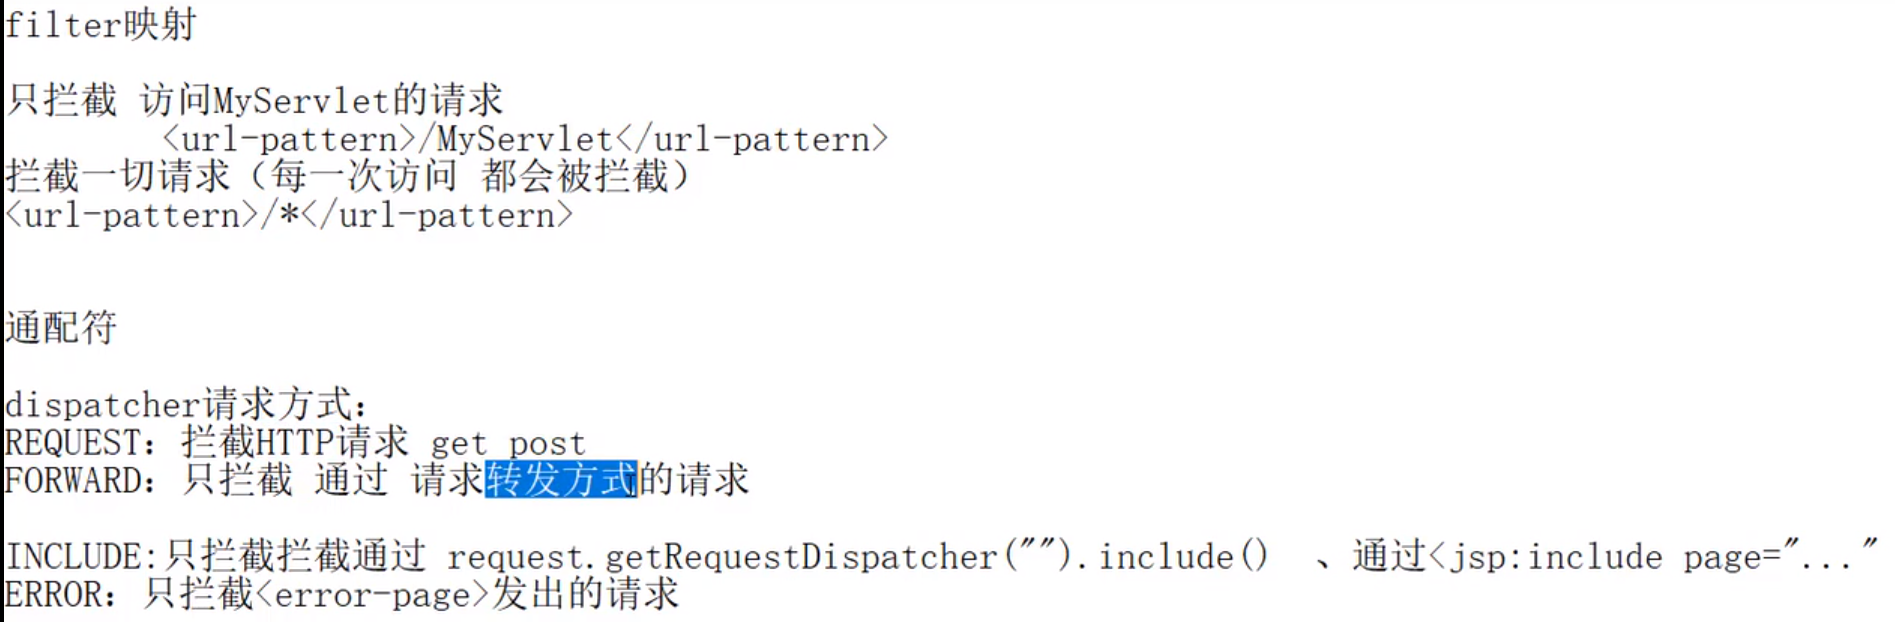 filter映射
只拦截 访问MyServlet的请求
<url-pattern>/MyServlet</url-pattern>
拦截一切请求（每一次访问 都会被拦截）
<url-pattern>/*</url-pattern>
通配符
dispatcher请求方式：
REQUEST：拦截HTTP请求 get post
FORWARD：只拦截 通过 请求转发方式的请求
INCLUDE:只拦截拦截通过 request.getRequestDispatcher("").include() 、通过<jsp:include page="..."
ERROR：只拦截<error-page>发出的请求